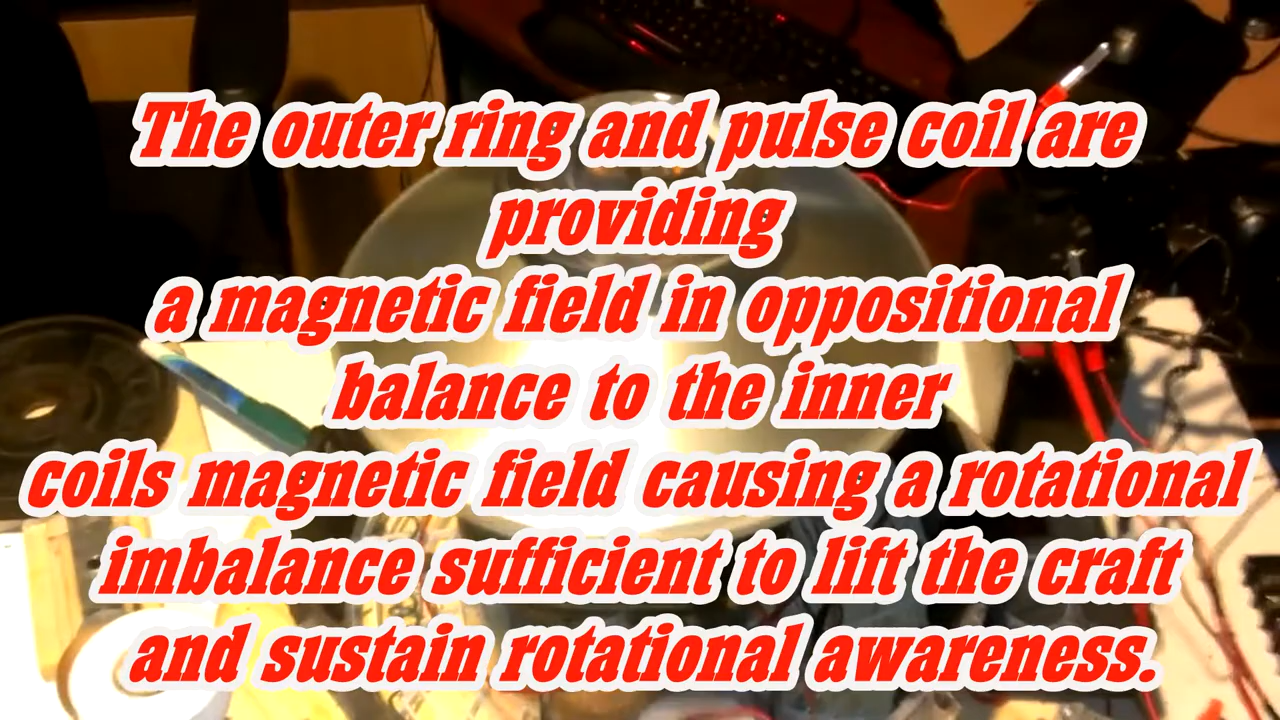 The outer ring and pulse coil are
providing
a magnetic field in oppositional
balance to the inner
coils magnetic field causing a rotational
imbalance sufficient to lift the craft
and sustain rotational awareness.